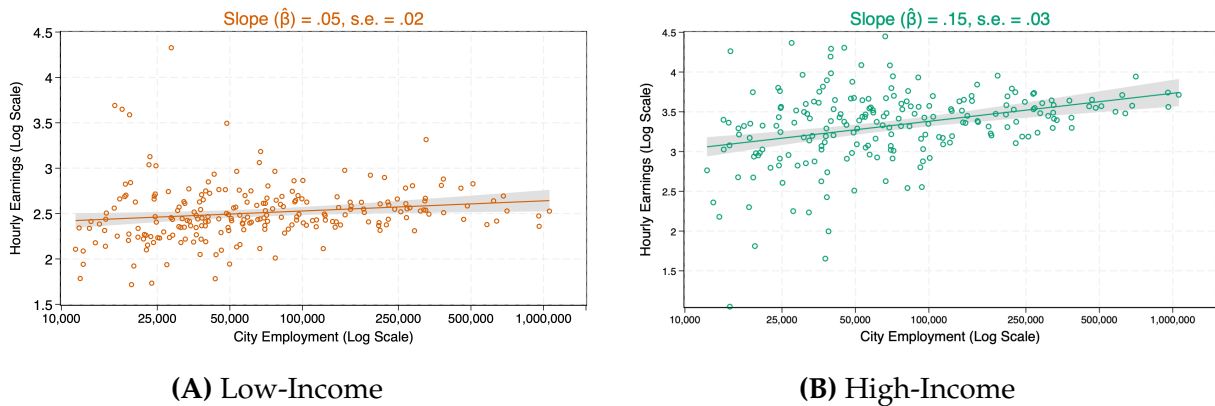 Slope (β̂) = .05, s.e. = .02
4.5
4
3.5
3
2.5
2
1.5
Hourly Earnings (Log Scale)
10,000 25,000 50,000 100,000 250,000 500,000 1,000,000
City Employment (Log Scale)
(A) Low-Income
Slope (β̂) = .15, s.e. = .03
4.5
4
3.5
3
2.5
2
1.5
Hourly Earnings (Log Scale)
10,000 25,000 50,000 100,000 250,000 500,000 1,000,000
City Employment (Log Scale)
(B) High-Income